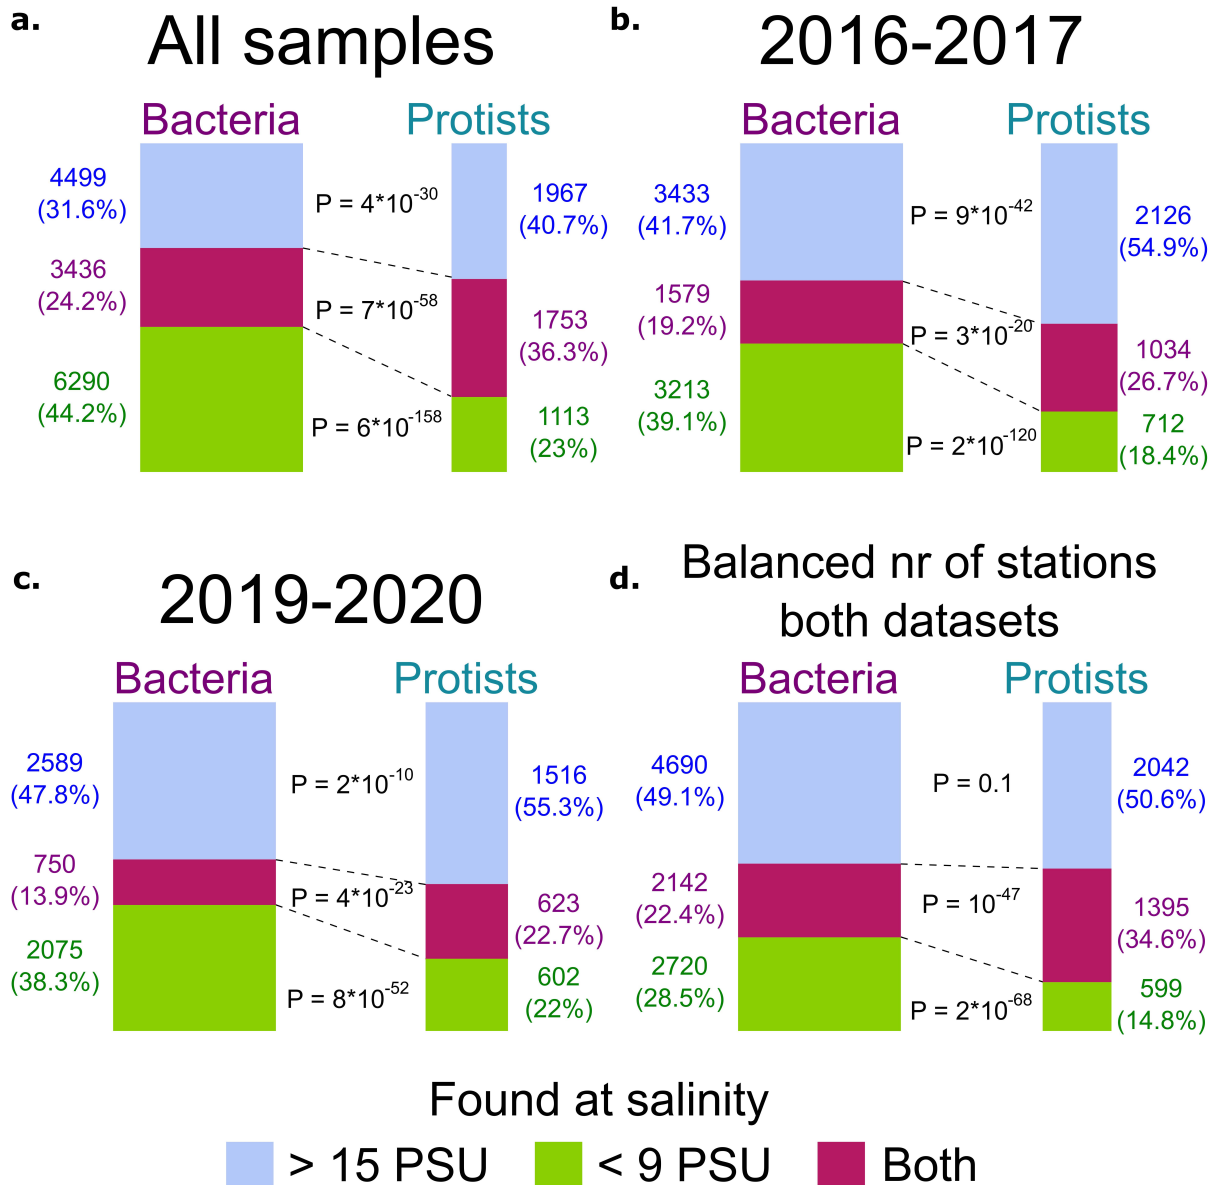 a.
All samples
Bacteria
Protists
4499
(31.6%)
P = 4*10^-30
1967
(40.7%)
3436
(24.2%)
P = 7*10^-58
1753
(36.3%)
6290
(44.2%)
P = 6*10^-158
1113
(23%)
b.
2016-2017
Bacteria
Protists
3433
(41.7%)
P = 9*10^-42
2126
(54.9%)
1579
(19.2%)
P = 3*10^-20
1034
(26.7%)
3213
(39.1%)
P = 2*10^-120
712
(18.4%)
c.
2019-2020
Bacteria
Protists
2589
(47.8%)
P = 2*10^-10
1516
(55.3%)
750
(13.9%)
P = 4*10^-23
623
(22.7%)
2075
(38.3%)
P = 8*10^-52
602
(22%)
d.
Balanced nr of stations
both datasets
Bacteria
Protists
4690
(49.1%)
P = 0.1
2042
(50.6%)
2142
(22.4%)
P = 10^-47
1395
(34.6%)
2720
(28.5%)
P = 2*10^-68
599
(14.8%)
Found at salinity
> 15 PSU
< 9 PSU
Both